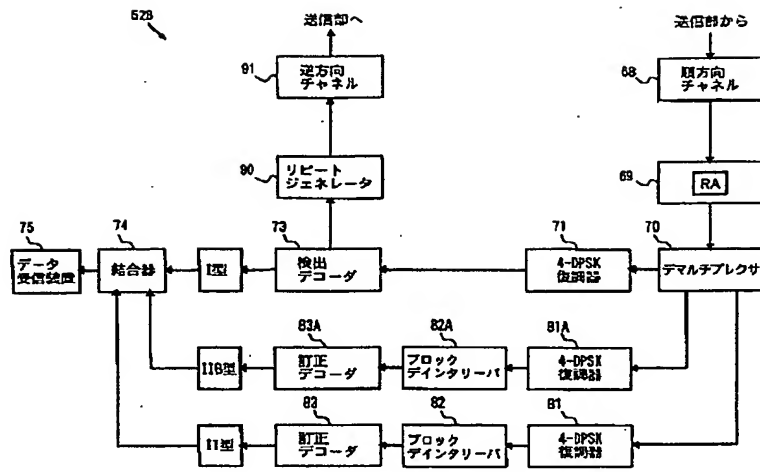 52B
送信部へ
送信部から
91
逆方向
チャネル
68
順方向
チャネル
90
リピート
ジェネレータ
69
RA
75
データ
受信装置
74
結合器
I型
73
検出
デコーダ
71
4-DPSK
復調器
70
デマルチプレクサ
IIB型
83A
訂正
デコーダ
82A
ブロック
デインタリーバ
81A
4-DPSK
復調器
II型
83
訂正
デコーダ
82
ブロック
デインタリーバ
81
4-DPSK
復調器